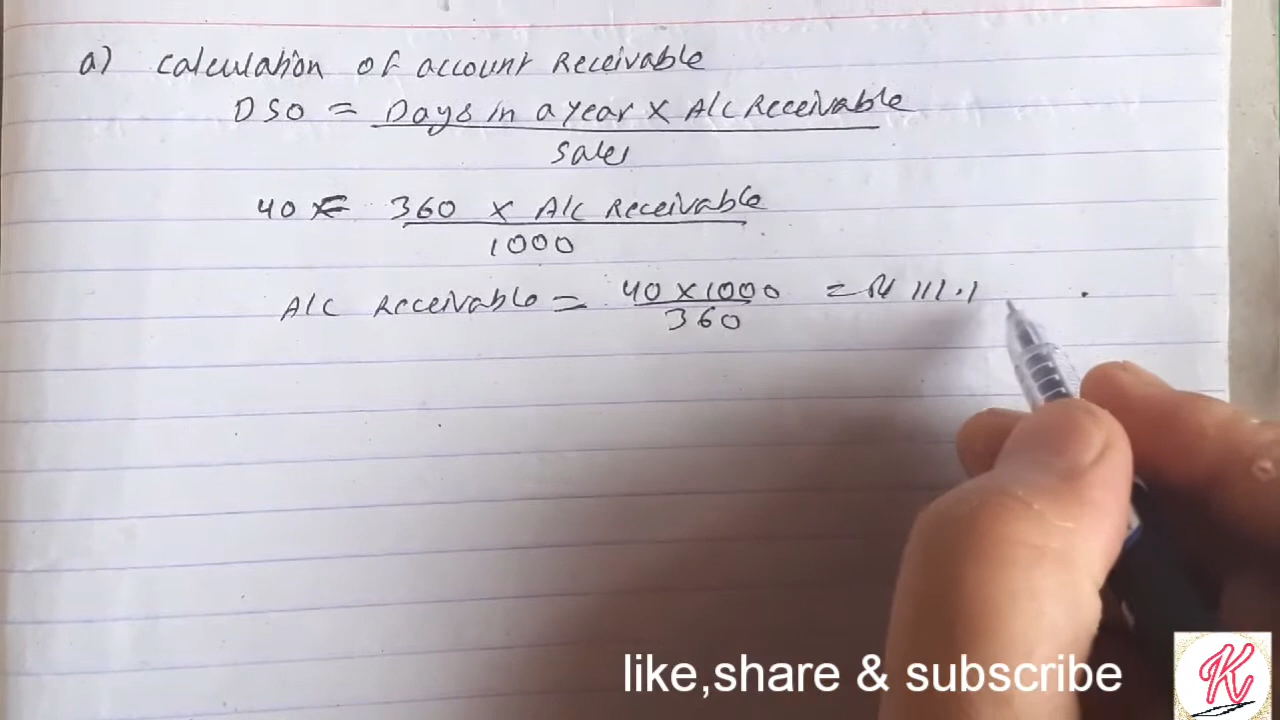 a) Calculation of account Receivable
DSO = Days in a year X A/C Receivable
Sales
40 = 360 X A/C Receivable
1000
A/C Receivable = 40 X 1000 = 111.1
360
like,share & subscribe
K